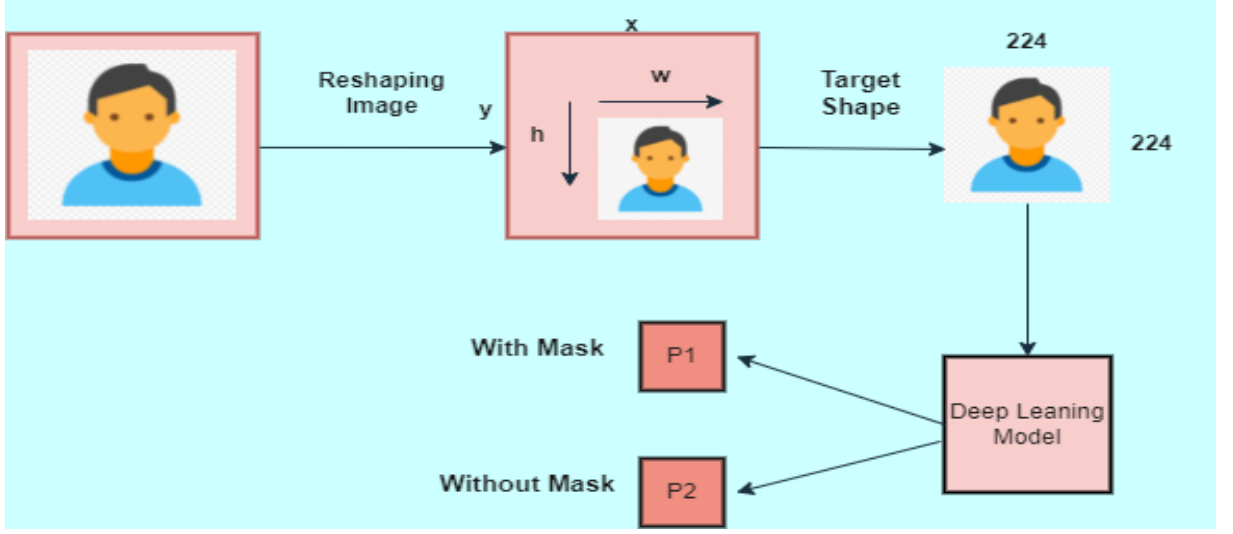 x
224
Reshaping
Image
y
w
h
Target
Shape
224
With Mask
P1
Deep Leaning
Model
Without Mask
P2